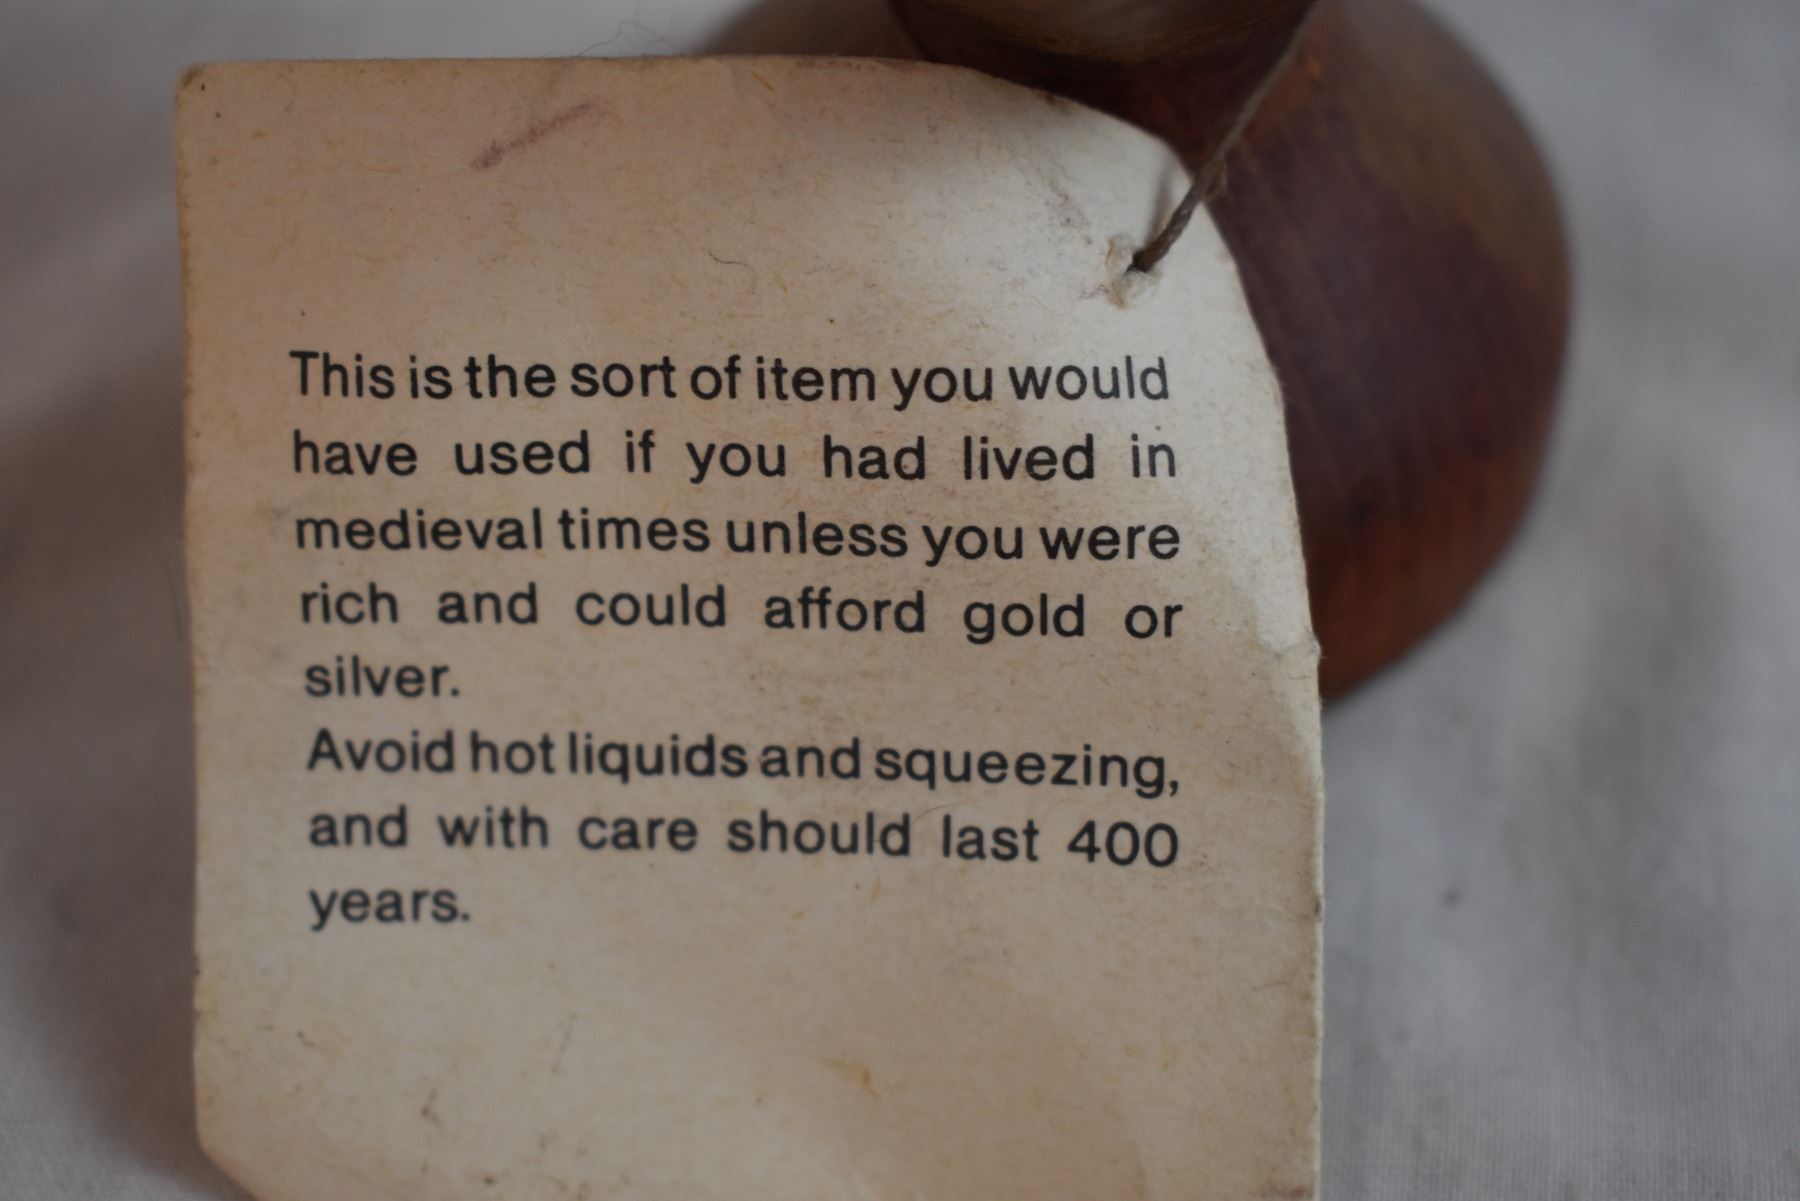 This is the sort of item you would
have used if you had lived in
medieval times unless you were
rich and could afford gold or
silver.
Avoid hot liquids and squeezing,
and with care should last 400
years.